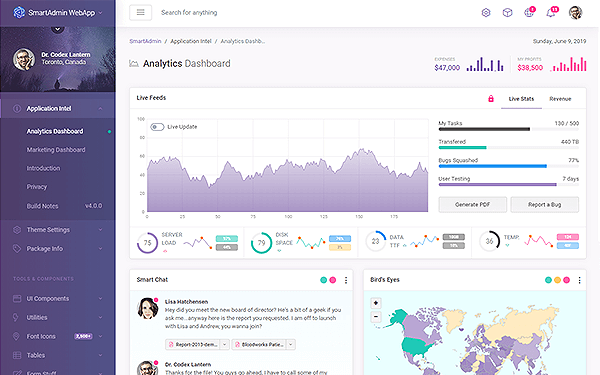 SmartAdmin WebApp
Search for anything
Dr. Codex Lantern
Toronto, Canada
Application Intel
Analytics Dashboard
Marketing Dashboard
Introduction
Privacy
Build Notes v4.0.0
Theme Settings
Package Info
TOOLS & COMPONENTS
UI Components
Utilities
Font Icons 2,500+
Tables
Form Stuff
SmartAdmin / Application Intel / Analytics Dashb...
Sunday, June 9, 2019
Analytics Dashboard
EXPENSES
$47,000
MY PROFITS
$38,500
Live Feeds
Live Stats Revenue
Live Update
100
80
60
40
20
0
25 50 75 100 125 150 175
My Tasks 130 / 500
Transfered 440 TB
Bugs Squashed 77%
User Testing 7 days
Generate PDF Report a Bug
75 SERVER LOAD
79 DISK SPACE
23 DATA TTF
36 TEMP.
Smart Chat
Lisa Hatchensen
Hey did you meet the new board of director? He's a bit of a geek if you
ask me...anyway here is the report you requested. I am off to launch
with Lisa and Andrew, you wanna join?
Report-2013-dem... Bloodworks Patie...
Dr. Codex Lantern
Thanks for the file! You guys go ahead, I have to call some of my
Bird's Eyes
+
−